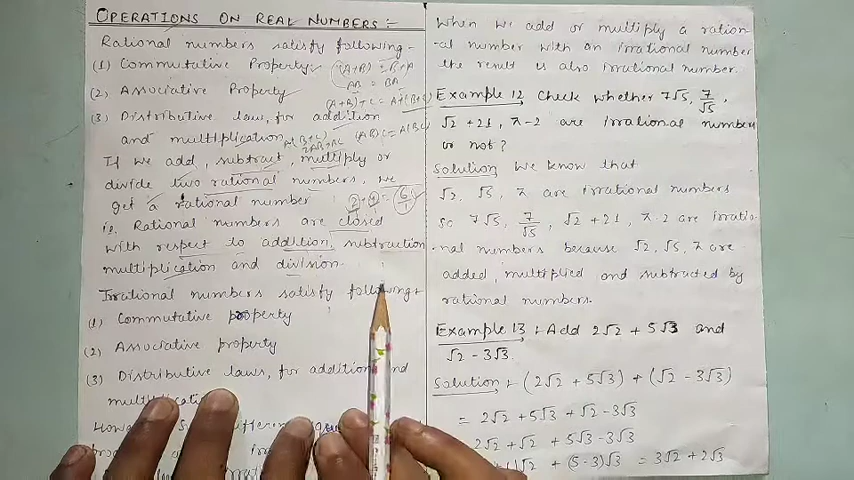 OPERATIONS ON REAL NUMBERS :-
Rational numbers satisfy following -
(1) Commutative Property (A+B) = B+A
AB = BA
(2) Associative Property (A+B)+C = A+(B+C)
(3) Distributive law, for addition
and multiplication (AB)C = A(BC)
If we add, subtract, multiply or
divide two rational numbers, we
get a rational number 2+4 =
ie. Rational numbers are closed
with respect to addition, subtraction
multiplication and division.
Irrational numbers satisfy following
(1) Commutative property
(2) Associative property
(3) Distributive laws, for addition and
When we add or multiply a ration-
-al number with an irrational number
the result is also irrational number.
Example 12 Check whether 7√5, 7/√5,
√2 +21, π-2 are irrational numbers
or not?
Solution, We know that
√2, √5, π are irrational numbers
so 7√5, 7/√5, √2 +21, π-2 are irratio-
-nal numbers because √2, √5, π are
added, multiplied and subtracted by
rational numbers.
Example 13 : Add 2√2 + 5√3 and
√2 - 3√3.
Solution : (2√2 + 5√3) + (√2 - 3√3)
= 2√2 + 5√3 + √2 - 3√3
2√2 + √2 + 5√3 - 3√3
)√2 + (5-3)√3 = 3√2 + 2√3